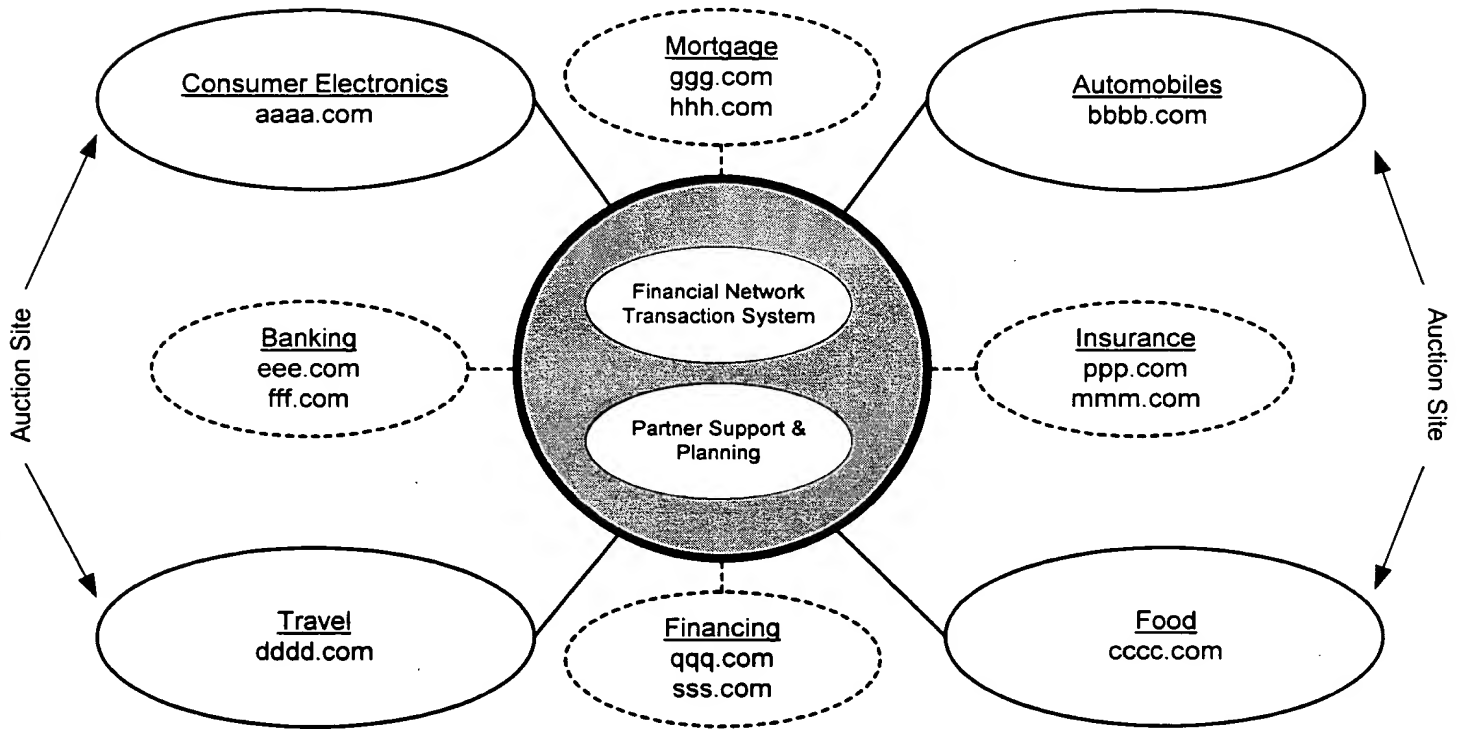 Mortgage
ggg.com
hhh.com
Consumer Electronics
aaaa.com
Automobiles
bbbb.com
Financial Network
Transaction System
Auction Site
Banking
eee.com
fff.com
Insurance
ppp.com
mmm.com
Auction Site
Partner Support &
Planning
Travel
dddd.com
Financing
qqq.com
sss.com
Food
cccc.com